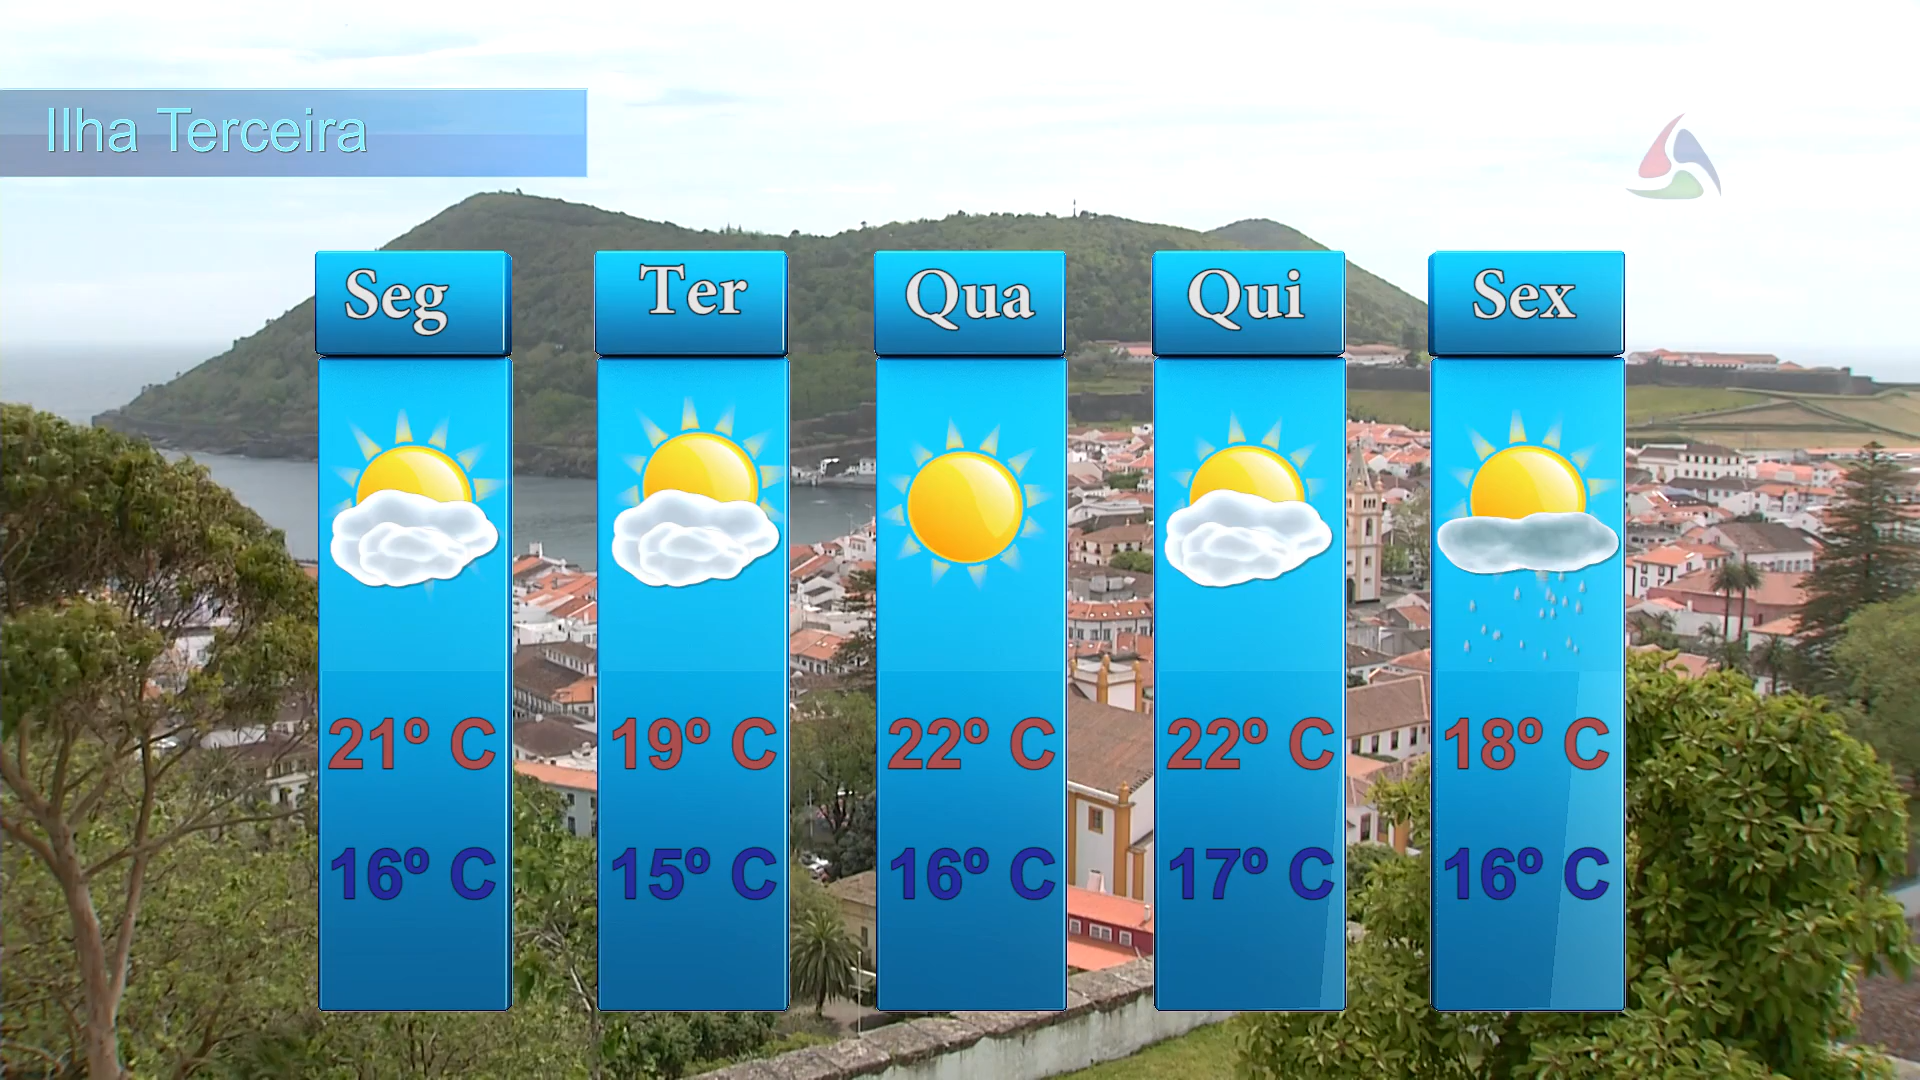 Ilha Terceira
Seg Ter Qua Qui Sex
21º C 19º C 22º C 22º C 18º C
16º C 15º C 16º C 17º C 16º C